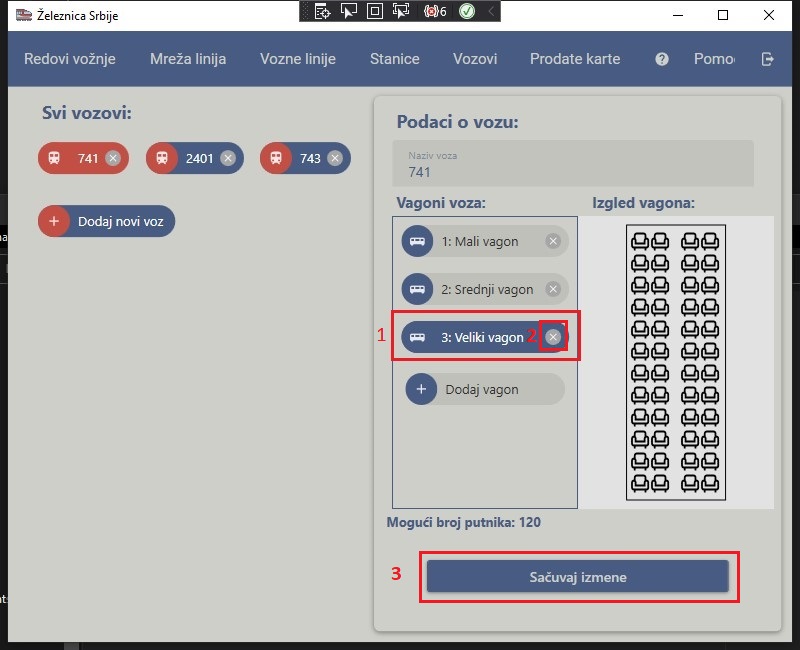 Železnica Srbije
6
Redovi vožnje
Mreža linija
Vozne linije
Stanice
Vozovi
Prodate karte
?
Pomo
Svi vozovi:
741
2401
743
+ Dodaj novi voz
Podaci o vozu:
Naziv voza
741
Vagoni voza:
Izgled vagona:
1: Mali vagon
2: Srednji vagon
1
3: Veliki vagon
2
+ Dodaj vagon
Mogući broj putnika: 120
3
Sačuvaj izmene